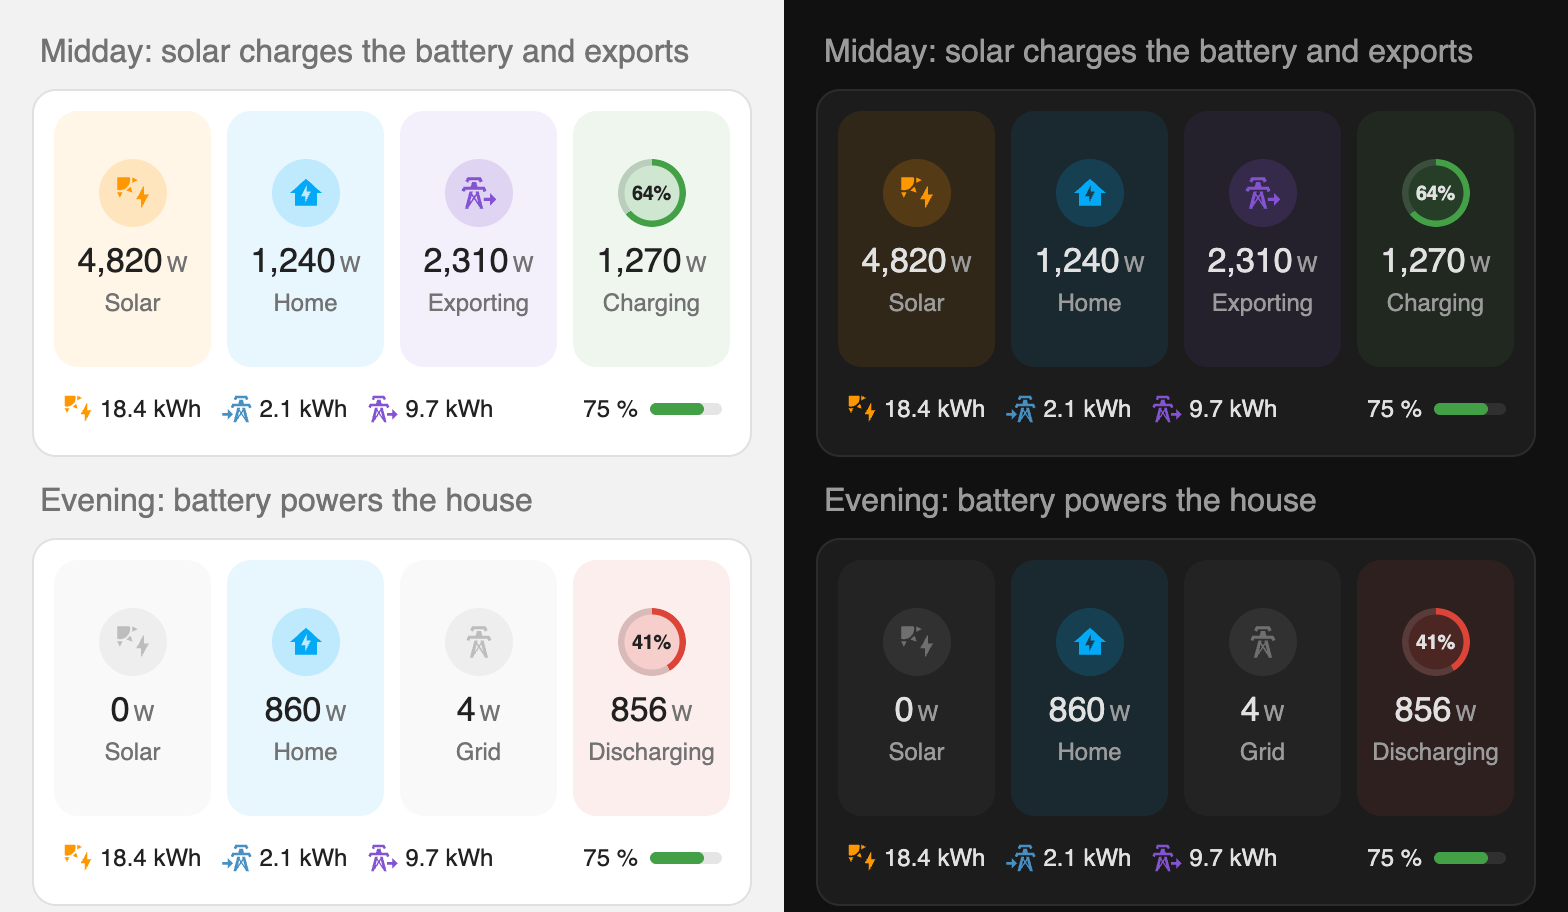 Midday: solar charges the battery and exports
64%
4,820 W 1,240 W 2,310 W 1,270 W
Solar Home Exporting Charging
18.4 kWh 2.1 kWh 9.7 kWh 75 %
Evening: battery powers the house
41%
0 W 860 W 4 W 856 W
Solar Home Grid Discharging
18.4 kWh 2.1 kWh 9.7 kWh 75 %
Midday: solar charges the battery and exports
64%
4,820 W 1,240 W 2,310 W 1,270 W
Solar Home Exporting Charging
18.4 kWh 2.1 kWh 9.7 kWh 75 %
Evening: battery powers the house
41%
0 W 860 W 4 W 856 W
Solar Home Grid Discharging
18.4 kWh 2.1 kWh 9.7 kWh 75 %